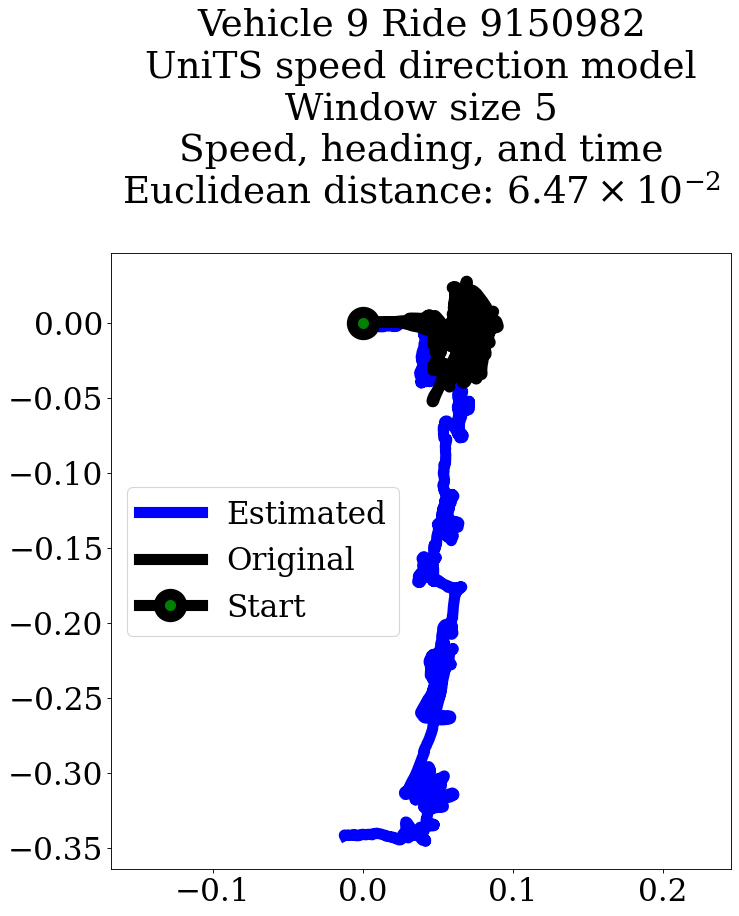 Vehicle 9 Ride 9150982
UniTS speed direction model
Window size 5
Speed, heading, and time
Euclidean distance: 6.47 × 10⁻²
0.00
−0.05
−0.10
−0.15
−0.20
−0.25
−0.30
−0.35
Estimated
Original
Start
−0.1 0.0 0.1 0.2